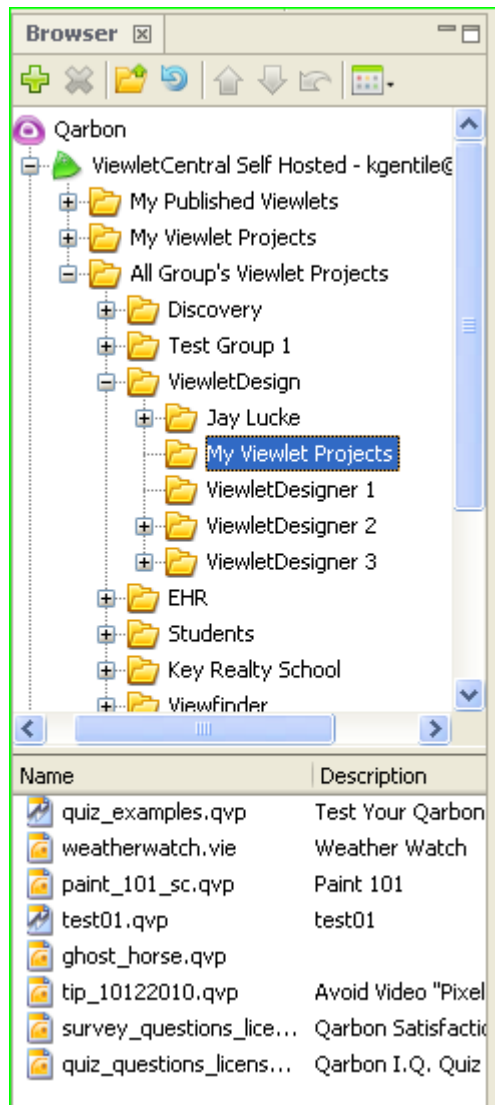 Browser
Qarbon
ViewletCentral Self Hosted - kgentile@
My Published Viewlets
My Viewlet Projects
All Group's Viewlet Projects
Discovery
Test Group 1
ViewletDesign
Jay Lucke
My Viewlet Projects
ViewletDesigner 1
ViewletDesigner 2
ViewletDesigner 3
EHR
Students
Key Realty School
Viewfinder
Name Description
quiz_examples.qvp Test Your Qarbon
weatherwatch.vie Weather Watch
paint_101_sc.qvp Paint 101
test01.qvp test01
ghost_horse.qvp
tip_10122010.qvp Avoid Video "Pixel
survey_questions_lice... Qarbon Satisfactic
quiz_questions_licens... Qarbon I.Q. Quiz